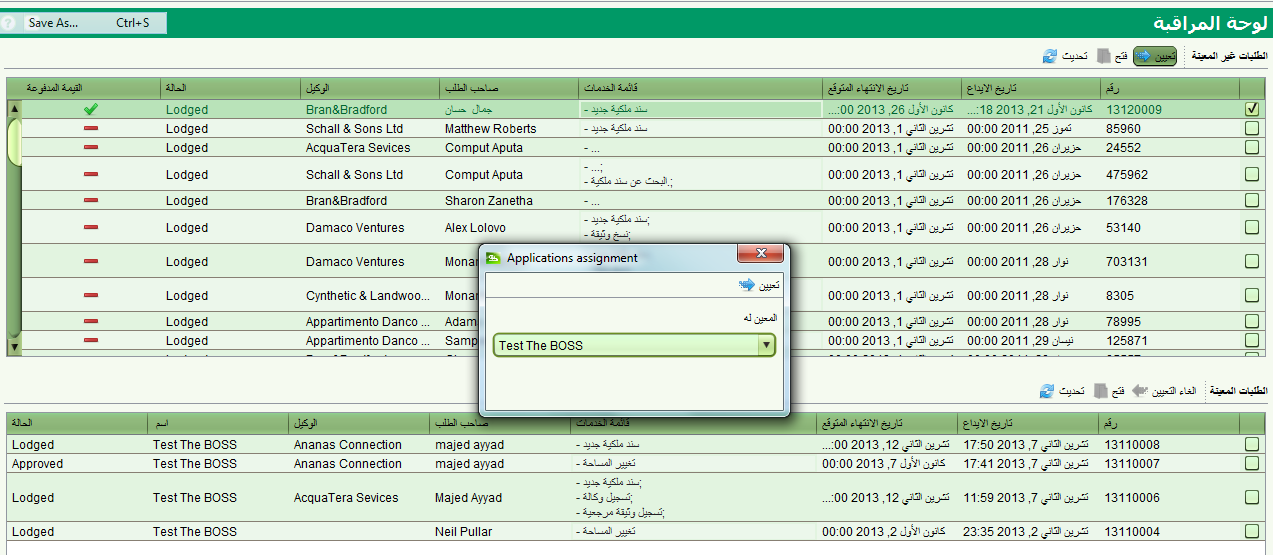 Save As... Ctrl+S
لوحة المراقبة
الطلبات غير المعينة تعيين فتح تحديث
رقم تاريخ الايداع تاريخ الانتهاء المتوقع قائمة الخدمات صاحب الطلب الوكيل الحالة القيمة المدفوعة
13120009 كانون الأول 21, 2013 18:... كانون الأول 26, 2013 00:... - سند ملكية جديد جمال حسان Bran&Bradford Lodged
85960 تموز 25, 2011 00:00 تشرين الثاني 1, 2013 00:00 - سند ملكية جديد Matthew Roberts Schall & Sons Ltd Lodged
24552 حزيران 26, 2011 00:00 تشرين الثاني 1, 2013 00:00 - ... Comput Aputa AcquaTera Sevices Lodged
475962 حزيران 26, 2011 00:00 تشرين الثاني 1, 2013 00:00 - ...; Comput Aputa Schall & Sons Ltd Lodged
- البحث عن سند ملكية;
176328 حزيران 26, 2011 00:00 تشرين الثاني 1, 2013 00:00 - ... Sharon Zanetha Bran&Bradford Lodged
53140 حزيران 26, 2011 00:00 تشرين الثاني 1, 2013 00:00 - سند ملكية جديد; Alex Lolovo Damaco Ventures Lodged
- نسخ وثيقة;
703131 نوار 28, 2011 00:00 تشرين الثاني 1, 2013 00:00 Monar Damaco Ventures Lodged
8305 نوار 28, 2011 00:00 تشرين الثاني 1, 2013 00:00 Monar Cynthetic & Landwoo... Lodged
78995 نوار 28, 2011 00:00 تشرين الثاني 1, 2013 00:00 Adam Appartimento Danco ... Lodged
125871 نيسان 29, 2011 00:00 تشرين الثاني 1, 2013 00:00 Samp Appartimento Danco ... Lodged
Applications assignment
تعيين
المعين له
Test The BOSS
الطلبات المعينة الغاء التعيين فتح تحديث
رقم تاريخ الايداع تاريخ الانتهاء المتوقع قائمة الخدمات صاحب الطلب الوكيل اسم الحالة
13110008 تشرين الثاني 7, 2013 17:50 تشرين الثاني 12, 2013 00:... - سند ملكية جديد majed ayyad Ananas Connection Test The BOSS Lodged
13110007 تشرين الثاني 7, 2013 17:41 كانون الأول 7, 2013 00:00 - تغيير المساحة majed ayyad Ananas Connection Test The BOSS Approved
13110006 تشرين الثاني 7, 2013 11:59 تشرين الثاني 12, 2013 00:... - سند ملكية جديد; Majed Ayyad AcquaTera Sevices Test The BOSS Lodged
- تسجيل وكالة;
- تسجيل وثيقة مرجعية;
13110004 تشرين الثاني 2, 2013 23:35 كانون الأول 2, 2013 00:00 - تغيير المساحة Neil Pullar Test The BOSS Lodged